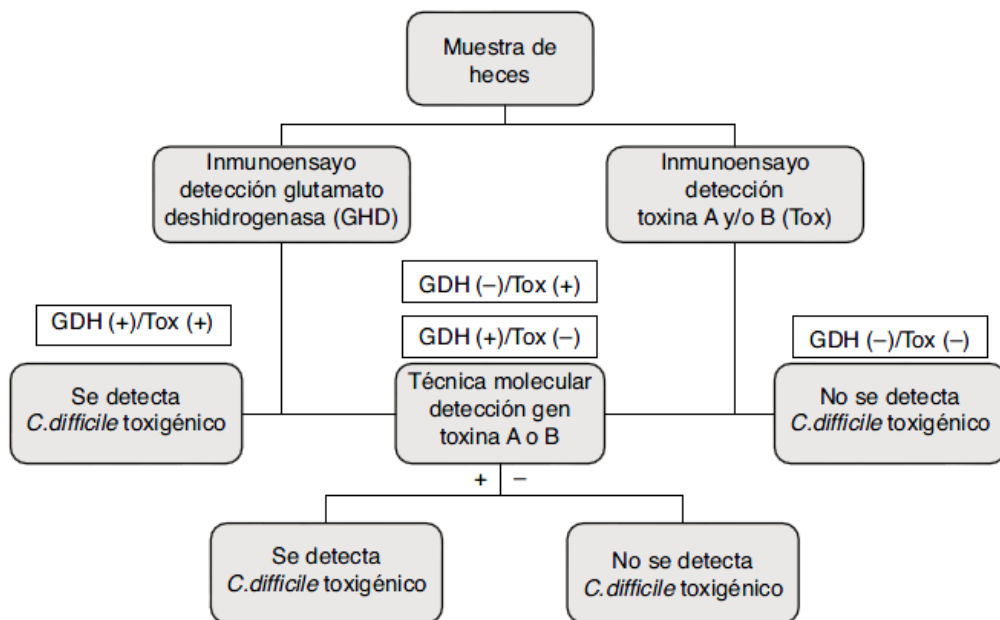 Muestra de
heces
Inmunoensayo
detección glutamato
deshidrogenasa (GHD)
Inmunoensayo
detección
toxina A y/o B (Tox)
GDH (–)/Tox (+)
GDH (+)/Tox (+)
GDH (+)/Tox (–)
GDH (–)/Tox (–)
Se detecta
C.difficile toxigénico
Técnica molecular
detección gen
toxina A o B
No se detecta
C.difficile toxigénico
+ –
Se detecta
C.difficile toxigénico
No se detecta
C.difficile toxigénico